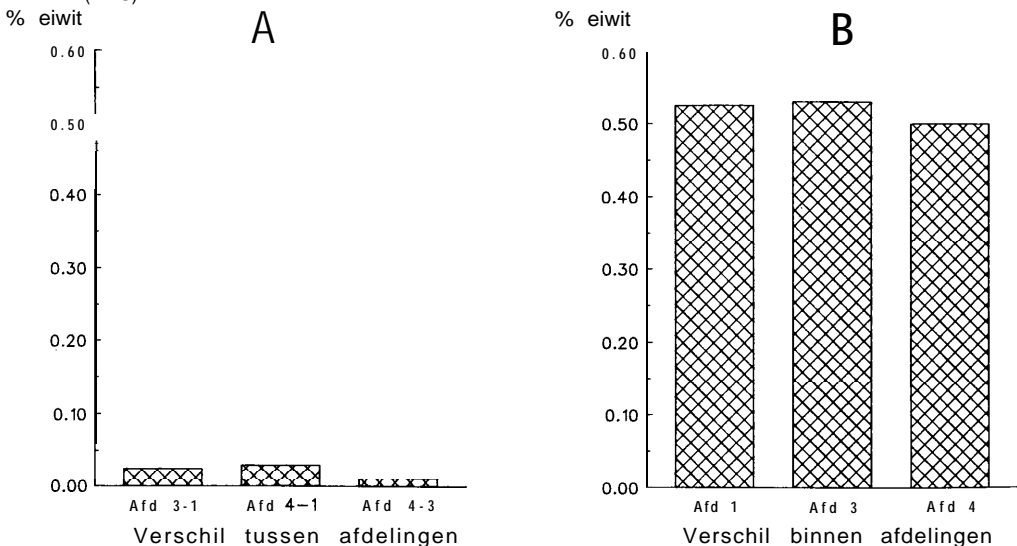 % eiwit
A
0.60
0.50
0.40
0.30
0.20
0.10
0.00
Afd 3-1 Afd 4-1 Afd 4-3
Verschil tussen afdelingen
% eiwit
B
0.60
0.50
0.40
0.30
0.20
0.10
0.00
Afd 1 Afd 3 Afd 4
Verschil binnen afdelingen